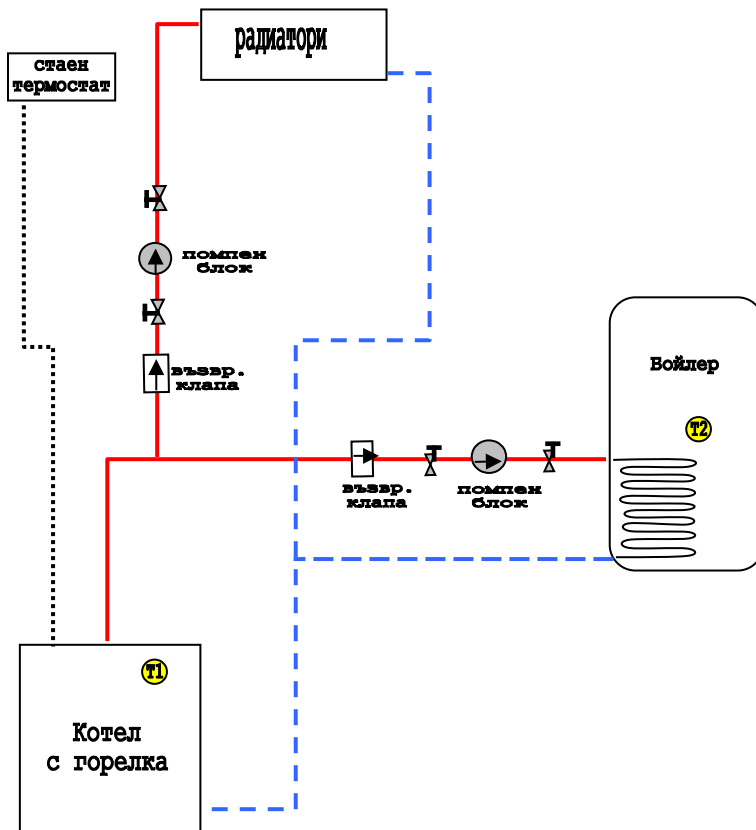 радиатори
стаен
термостат
помпен
блок
възвр.
клапа
Бойлер
T2
възвр.
клапа
помпен
блок
T1
Котел
с горелка